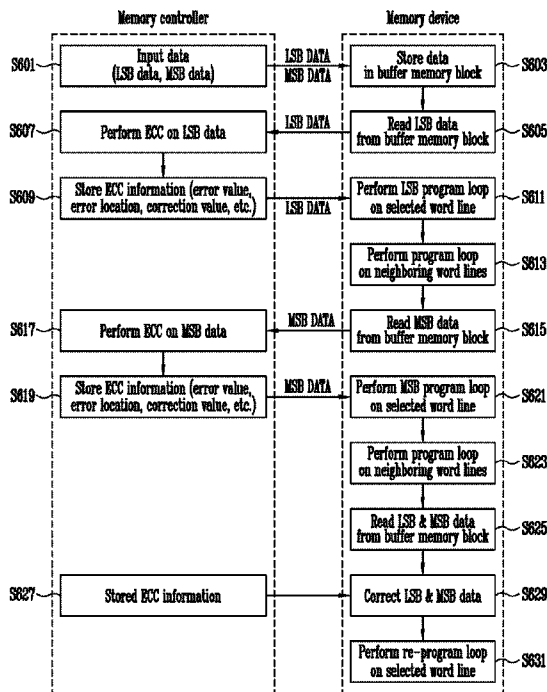 Memory controller
Memory device
S601
Input data
(LSB data, MSB data)
LSB DATA
MSB DATA
Store data
in buffer memory block
S603
S607
Perform ECC on LSB data
LSB DATA
Read LSB data
from buffer memory block
S605
S609
Store ECC information (error value,
error location, correction value, etc.)
LSB DATA
Perform LSB program loop
on selected word line
S611
Perform program loop
on neighboring word lines
S613
S617
Perform ECC on MSB data
MSB DATA
Read MSB data
from buffer memory block
S615
S619
Store ECC information (error value,
error location, correction value, etc.)
MSB DATA
Perform MSB program loop
on selected word line
S621
Perform program loop
on neighboring word lines
S623
Read LSB & MSB data
from buffer memory block
S625
S627
Stored ECC information
Correct LSB & MSB data
S629
Perform re-program loop
on selected word line
S631